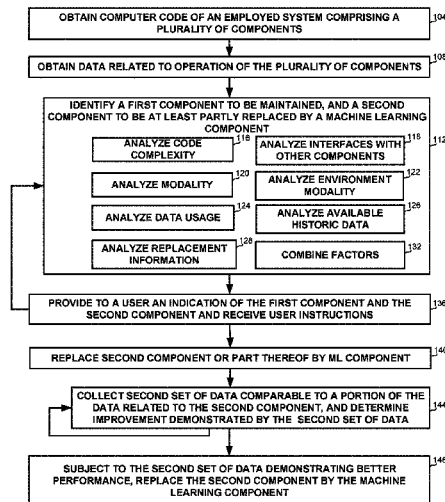 OBTAIN COMPUTER CODE OF AN EMPLOYED SYSTEM COMPRISING A
PLURALITY OF COMPONENTS
104
OBTAIN DATA RELATED TO OPERATION OF THE PLURALITY OF COMPONENTS
108
IDENTIFY A FIRST COMPONENT TO BE MAINTAINED, AND A SECOND
COMPONENT TO BE AT LEAST PARTLY REPLACED BY A MACHINE LEARNING
COMPONENT
112
ANALYZE CODE
COMPLEXITY
116
ANALYZE INTERFACES WITH
OTHER COMPONENTS
118
ANALYZE MODALITY
120
ANALYZE ENVIRONMENT
MODALITY
122
ANALYZE DATA USAGE
124
ANALYZE AVAILABLE
HISTORIC DATA
126
ANALYZE REPLACEMENT
INFORMATION
128
COMBINE FACTORS
132
PROVIDE TO A USER AN INDICATION OF THE FIRST COMPONENT AND THE
SECOND COMPONENT AND RECEIVE USER INSTRUCTIONS
136
REPLACE SECOND COMPONENT OR PART THEREOF BY ML COMPONENT
140
COLLECT SECOND SET OF DATA COMPARABLE TO A PORTION OF THE
DATA RELATED TO THE SECOND COMPONENT, AND DETERMINE
IMPROVEMENT DEMONSTRATED BY THE SECOND SET OF DATA
144
SUBJECT TO THE SECOND SET OF DATA DEMONSTRATING BETTER
PERFORMANCE, REPLACE THE SECOND COMPONENT BY THE MACHINE
LEARNING COMPONENT
148